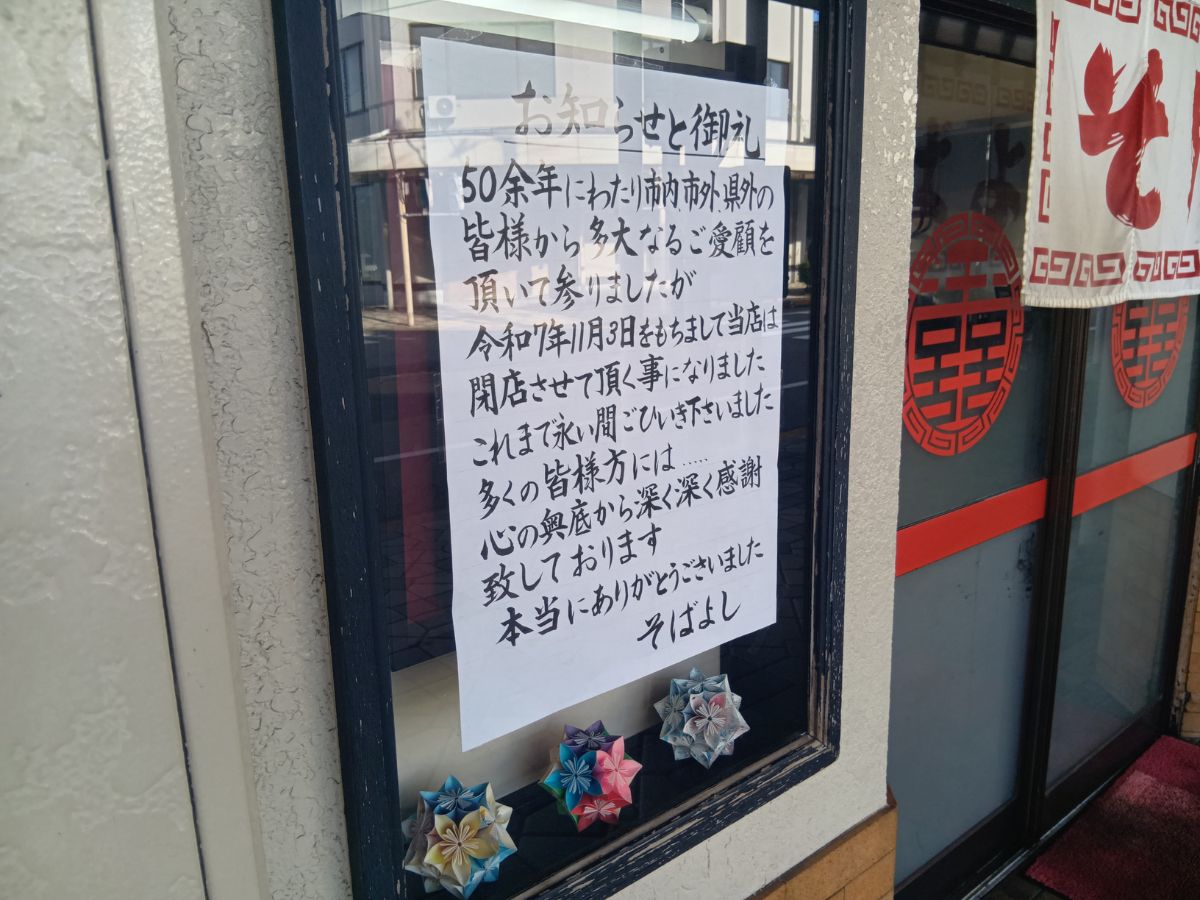 お知らせと御礼
50余年にわたり市内、市外、県外の
皆様から多大なるご愛顧を
頂いて参りましたが
令和7年11月3日をもちまして当店は
閉店させて頂く事になりました
これまで永い間ごひいき下さいました
多くの皆様方には……
心の奥底から深く深く感謝
致しております
本当にありがとうございました
そばよし
そ